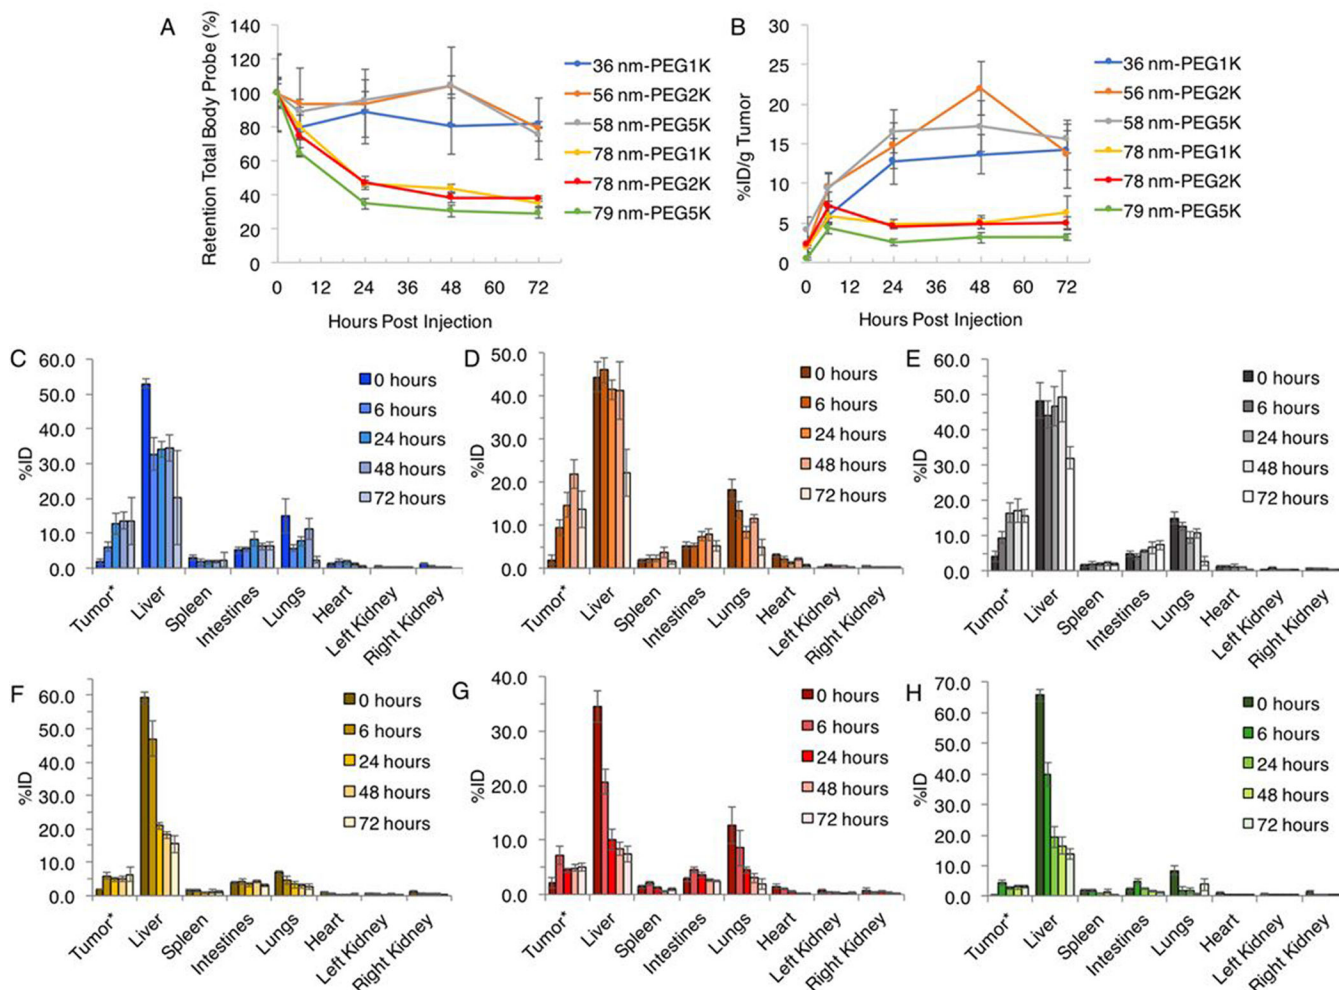 A
Retention Total Body Probe (%)
140
120
100
80
60
40
20
0
0 12 24 36 48 60 72
Hours Post Injection
36 nm-PEG1K
56 nm-PEG2K
58 nm-PEG5K
78 nm-PEG1K
78 nm-PEG2K
79 nm-PEG5K
B
%ID/g Tumor
30
25
20
15
10
5
0
0 12 24 36 48 60 72
Hours Post Injection
36 nm-PEG1K
56 nm-PEG2K
58 nm-PEG5K
78 nm-PEG1K
78 nm-PEG2K
79 nm-PEG5K
C
%ID
60.0
50.0
40.0
30.0
20.0
10.0
0.0
0 hours
6 hours
24 hours
48 hours
72 hours
Tumor*
Liver
Spleen
Intestines
Lungs
Heart
Left Kidney
Right Kidney
D
%ID
50.0
40.0
30.0
20.0
10.0
0.0
0 hours
6 hours
24 hours
48 hours
72 hours
Tumor*
Liver
Spleen
Intestines
Lungs
Heart
Left Kidney
Right Kidney
E
%ID
60.0
50.0
40.0
30.0
20.0
10.0
0.0
0 hours
6 hours
24 hours
48 hours
72 hours
Tumor*
Liver
Spleen
Intestines
Lungs
Heart
Left Kidney
Right Kidney
F
%ID
60.0
50.0
40.0
30.0
20.0
10.0
0.0
0 hours
6 hours
24 hours
48 hours
72 hours
Tumor*
Liver
Spleen
Intestines
Lungs
Heart
Left Kidney
Right Kidney
G
%ID
40.0
30.0
20.0
10.0
0.0
0 hours
6 hours
24 hours
48 hours
72 hours
Tumor*
Liver
Spleen
Intestines
Lungs
Heart
Left Kidney
Right Kidney
H
%ID
70.0
60.0
50.0
40.0
30.0
20.0
10.0
0.0
0 hours
6 hours
24 hours
48 hours
72 hours
Tumor*
Liver
Spleen
Intestines
Lungs
Heart
Left Kidney
Right Kidney